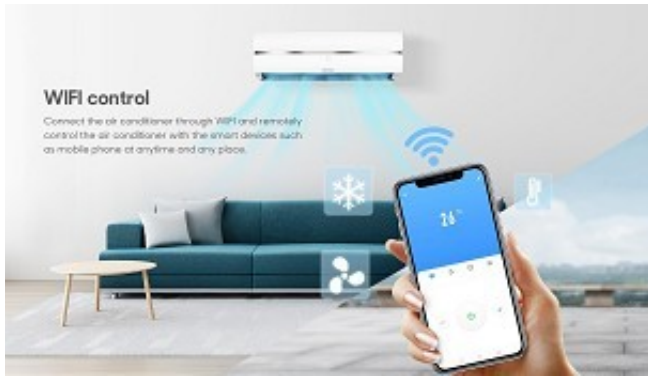 WIFI control
Connect the air conditioner through WIFI and remotely
control the air conditioner with the smart devices such
as mobile phone at anytime and any place.
26